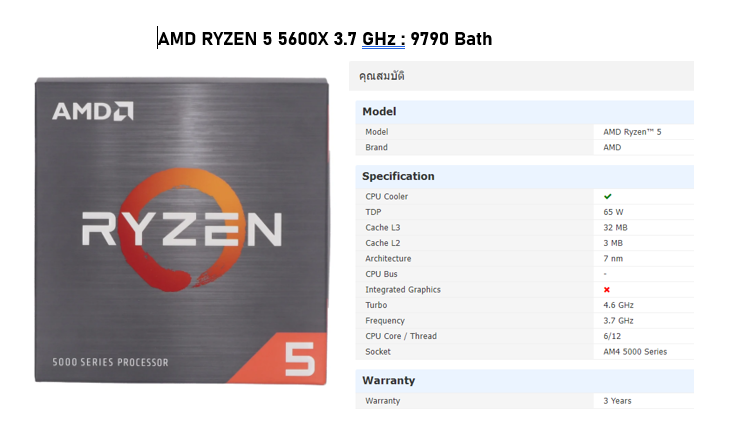 AMD RYZEN 5 5600X 3.7 GHz : 9790 Bath
AMD
RYZEN
5000 SERIES PROCESSOR
5
คุณสมบัติ
Model
Model AMD Ryzen™ 5
Brand AMD
Specification
CPU Cooler ✔
TDP 65 W
Cache L3 32 MB
Cache L2 3 MB
Architecture 7 nm
CPU Bus -
Integrated Graphics ✖
Turbo 4.6 GHz
Frequency 3.7 GHz
CPU Core / Thread 6/12
Socket AM4 5000 Series
Warranty
Warranty 3 Years